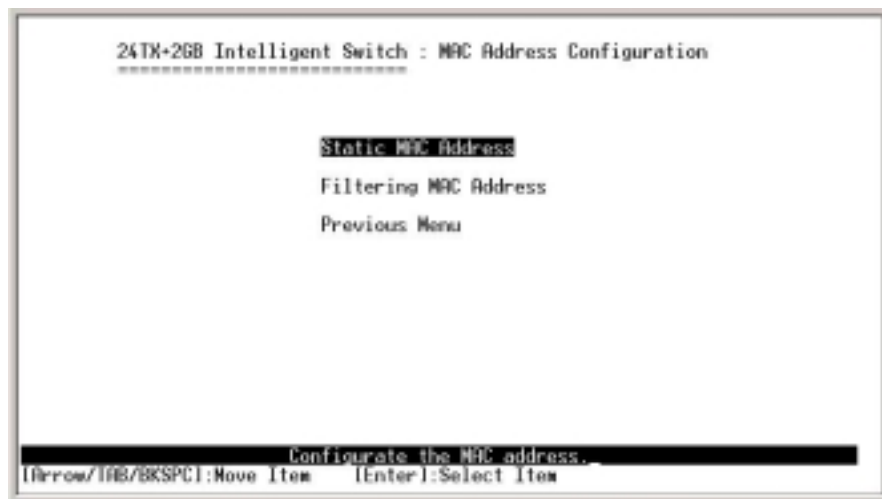 24TX+2GB Intelligent Switch : MAC Address Configuration
===========================
Static MAC Address
Filtering MAC Address
Previous Menu
Configurate the MAC address._
[Arrow/TAB/BKSPC]:Move Item [Enter]:Select Item